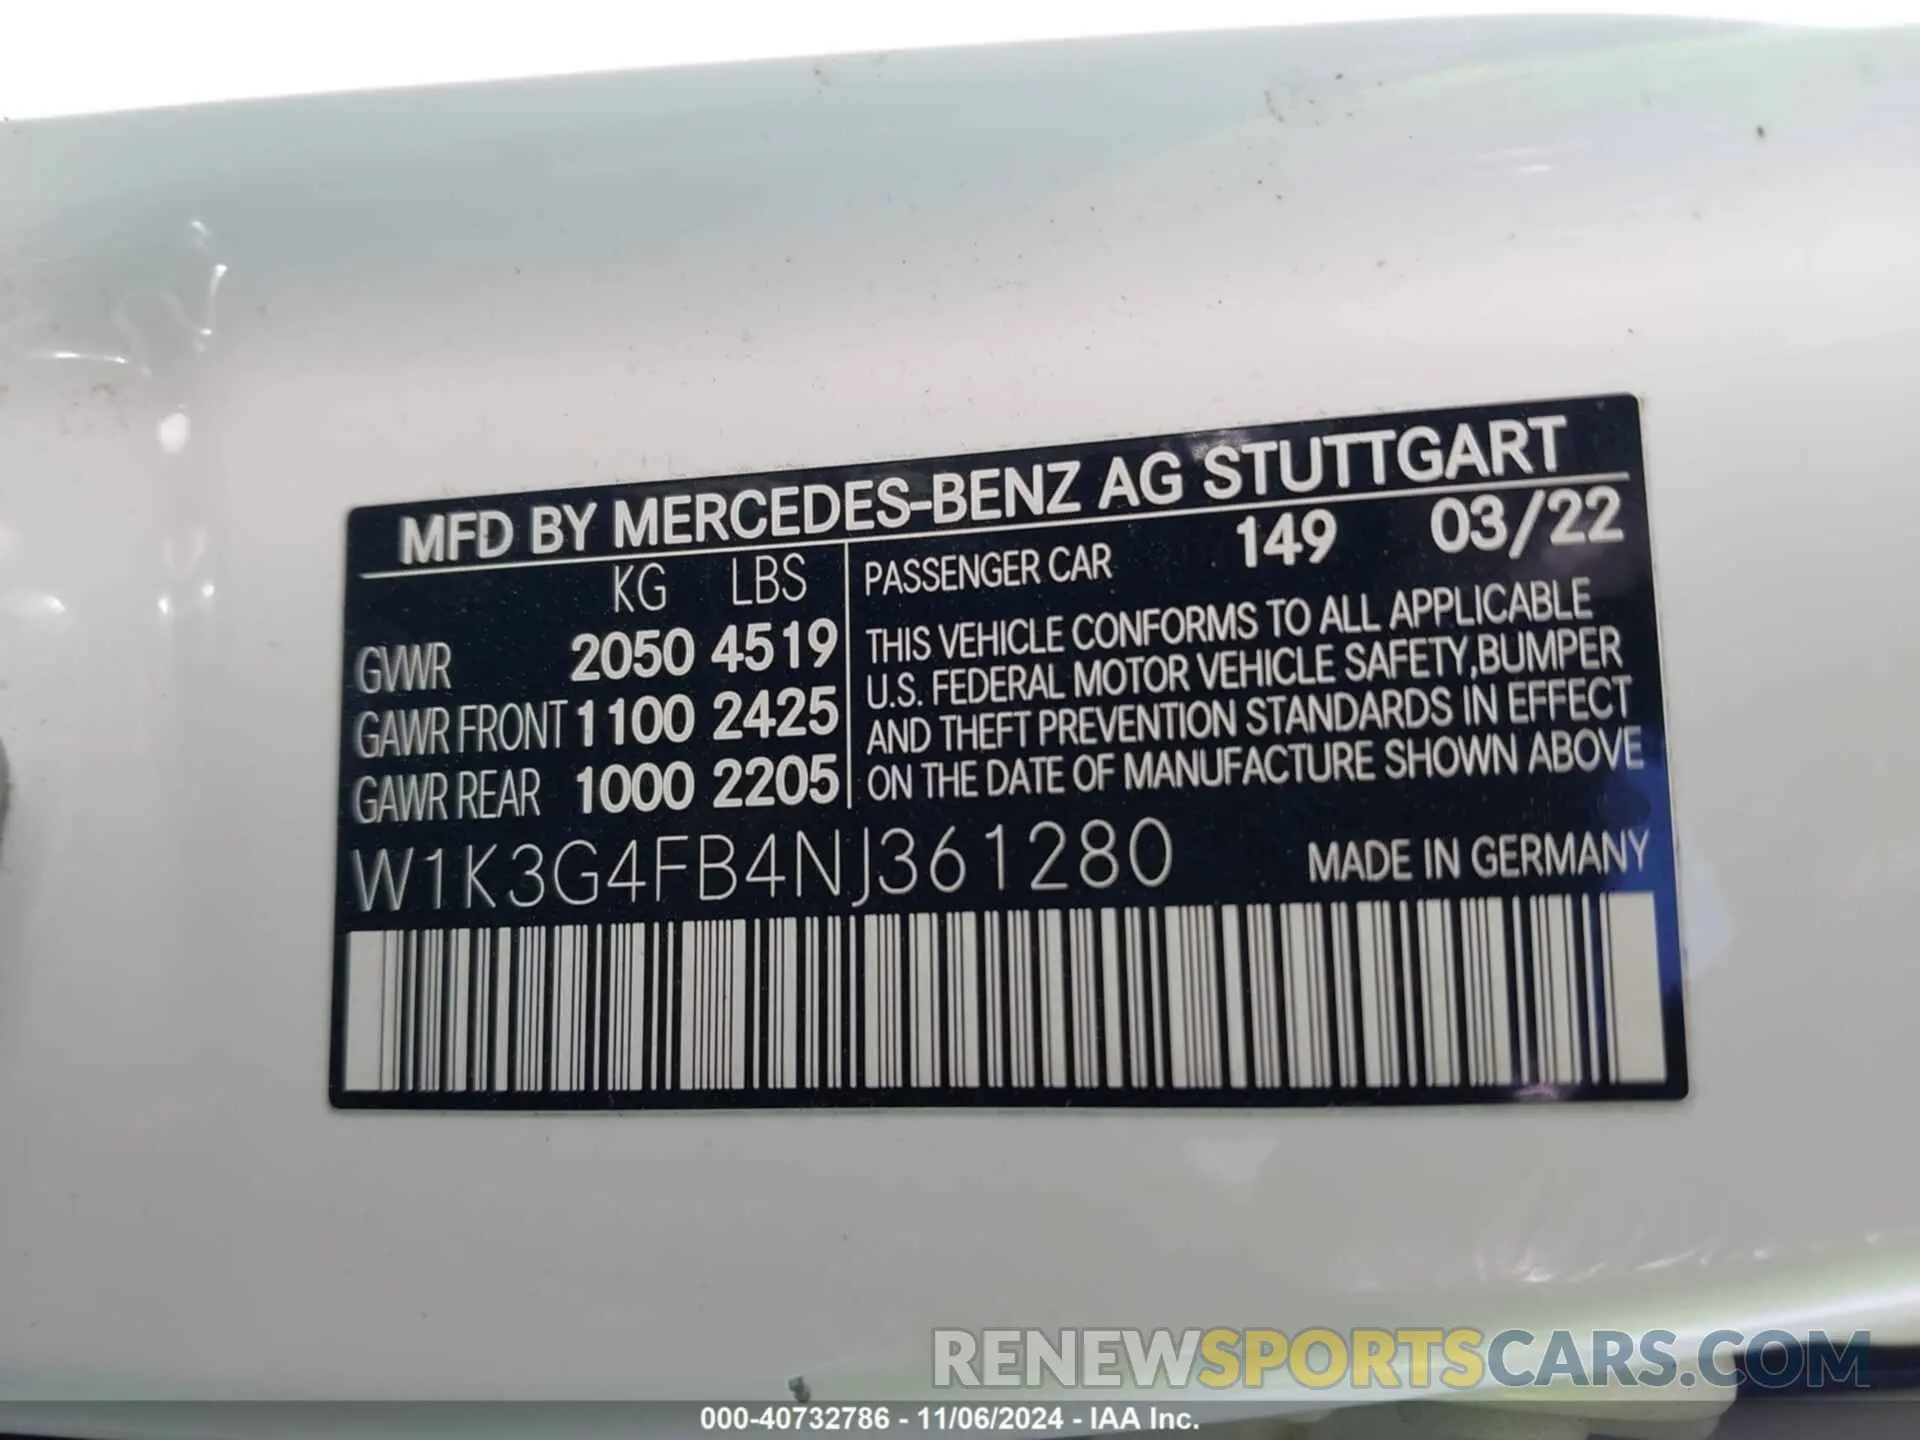 MFD BY MERCEDES-BENZ AG STUTTGART
KG LBS
GVWR 2050 4519
GAWR FRONT 1100 2425
GAWR REAR 1000 2205
PASSENGER CAR 149 03/22
THIS VEHICLE CONFORMS TO ALL APPLICABLE
U.S. FEDERAL MOTOR VEHICLE SAFETY,BUMPER
AND THEFT PREVENTION STANDARDS IN EFFECT
ON THE DATE OF MANUFACTURE SHOWN ABOVE
W1K3G4FB4NJ361280 MADE IN GERMANY
RENEWSPORTSCARS.COM
000-40732786 - 11/06/2024 - IAA Inc.